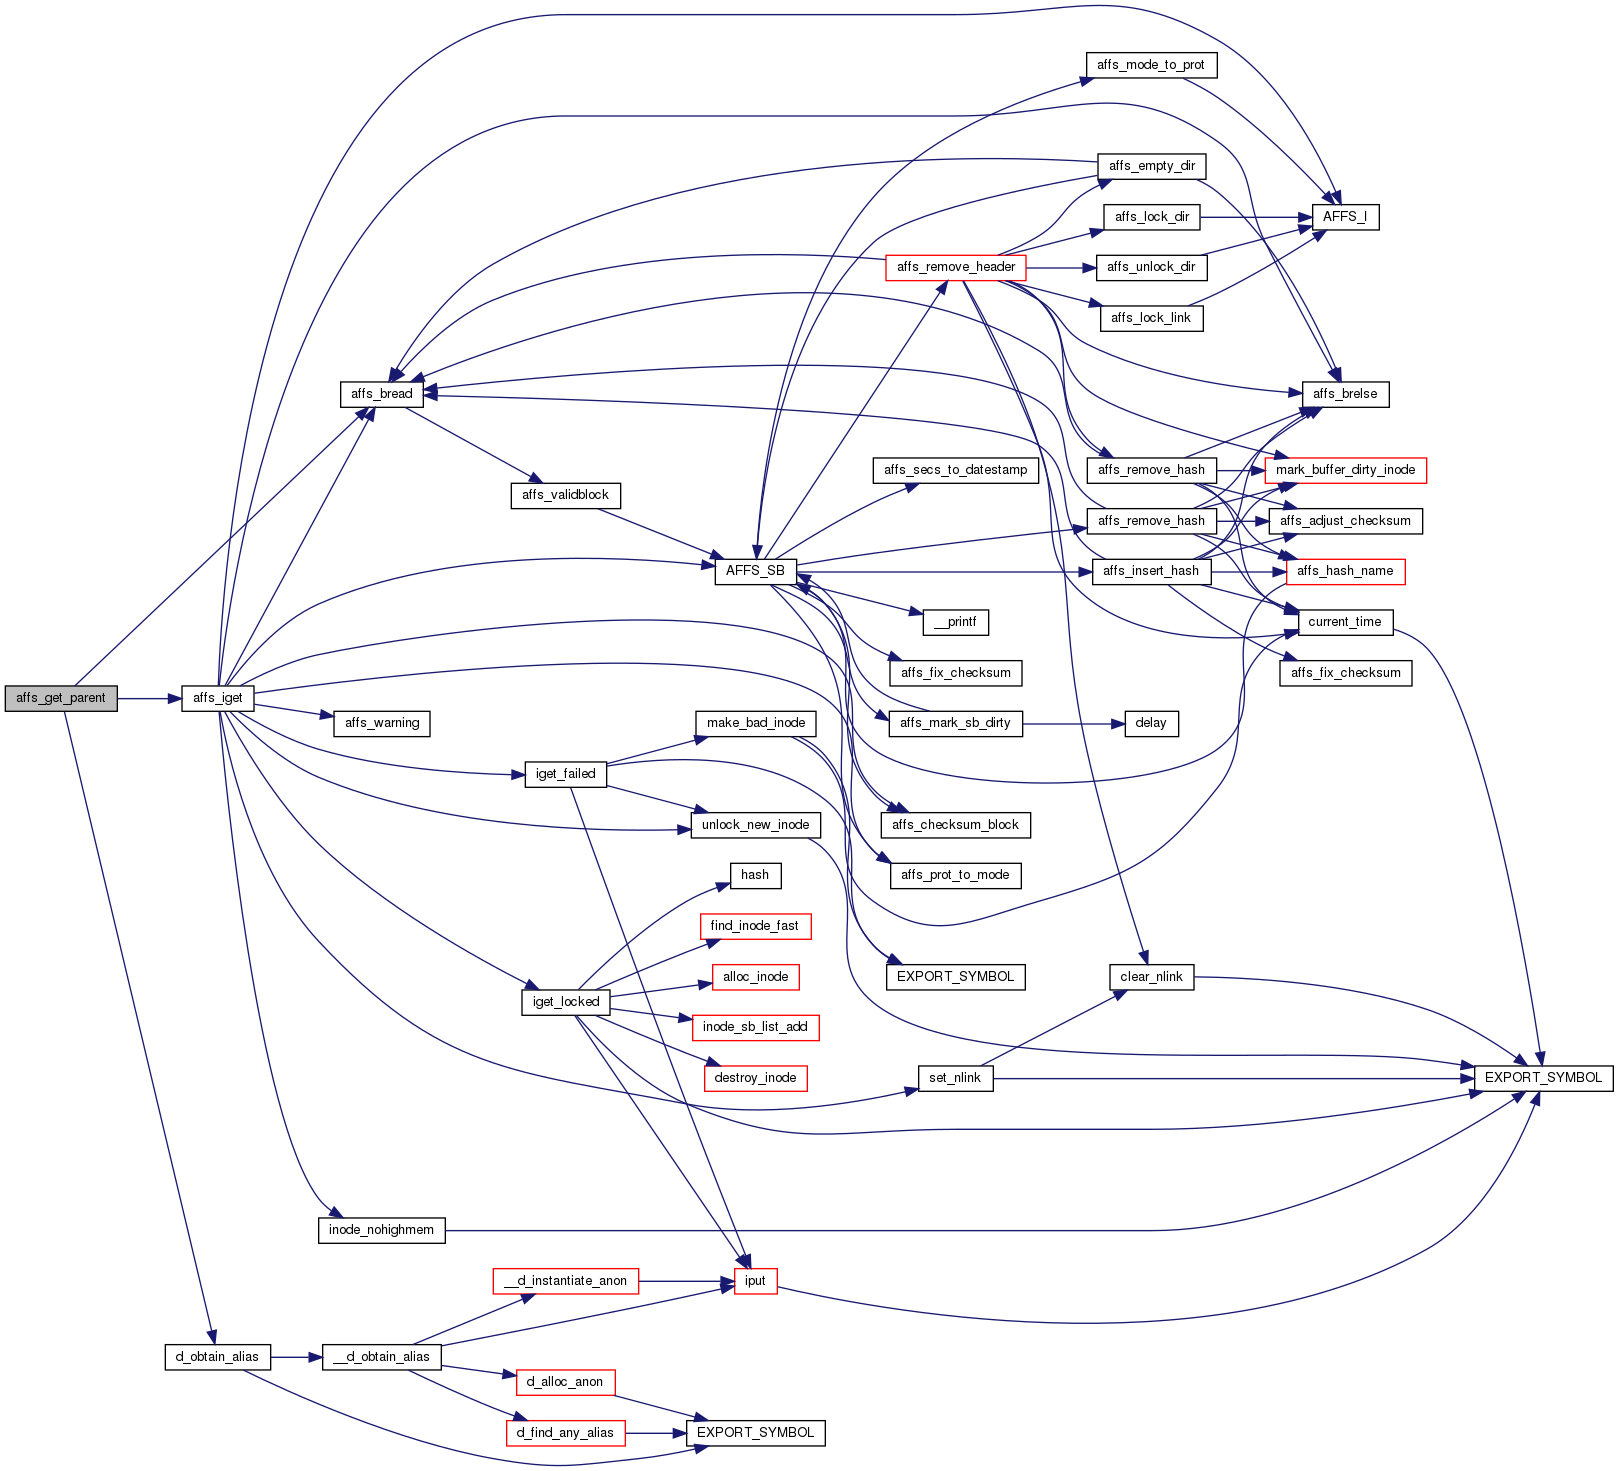 affs_mode_to_prot
affs_empty_dir
affs_lock_dir
AFFS_I
affs_remove_header
affs_unlock_dir
affs_lock_link
affs_bread
affs_brelse
affs_secs_to_datestamp
affs_remove_hash
mark_buffer_dirty_inode
affs_validblock
affs_remove_hash
affs_adjust_checksum
AFFS_SB
affs_insert_hash
affs_hash_name
__printf
current_time
affs_fix_checksum
affs_fix_checksum
affs_get_parent
affs_iget
affs_warning
make_bad_inode
affs_mark_sb_dirty
delay
iget_failed
unlock_new_inode
affs_checksum_block
hash
affs_prot_to_mode
find_inode_fast
alloc_inode
EXPORT_SYMBOL
clear_nlink
iget_locked
inode_sb_list_add
destroy_inode
set_nlink
EXPORT_SYMBOL
inode_nohighmem
__d_instantiate_anon
iput
d_obtain_alias
__d_obtain_alias
d_alloc_anon
d_find_any_alias
EXPORT_SYMBOL